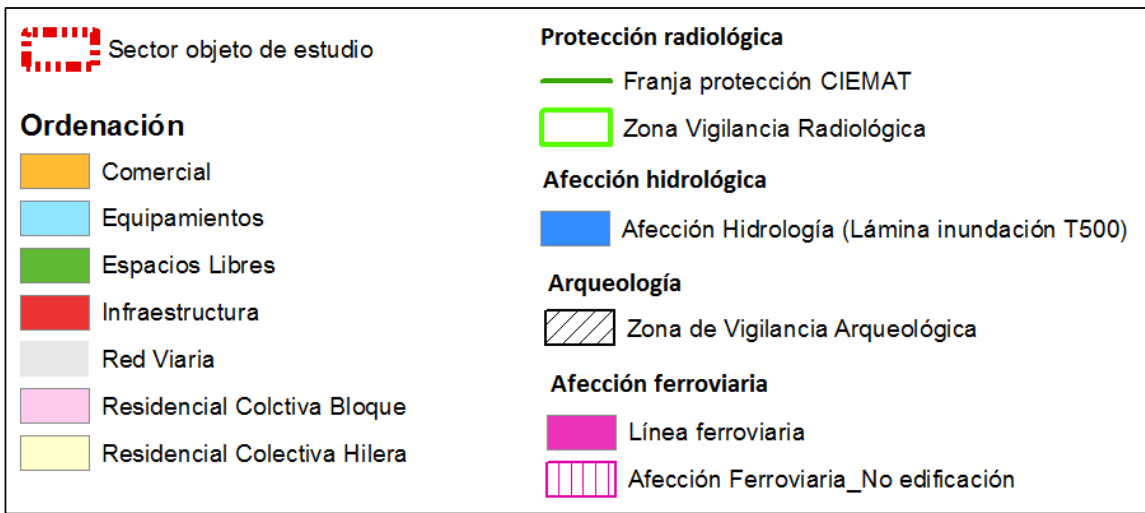 Sector objeto de estudio
Ordenación
Comercial
Equipamientos
Espacios Libres
Infraestructura
Red Viaria
Residencial Colctiva Bloque
Residencial Colectiva Hilera
Protección radiológica
Franja protección CIEMAT
Zona Vigilancia Radiológica
Afección hidrológica
Afección Hidrología (Lámina inundación T500)
Arqueología
Zona de Vigilancia Arqueológica
Afección ferroviaria
Línea ferroviaria
Afección Ferroviaria_No edificación